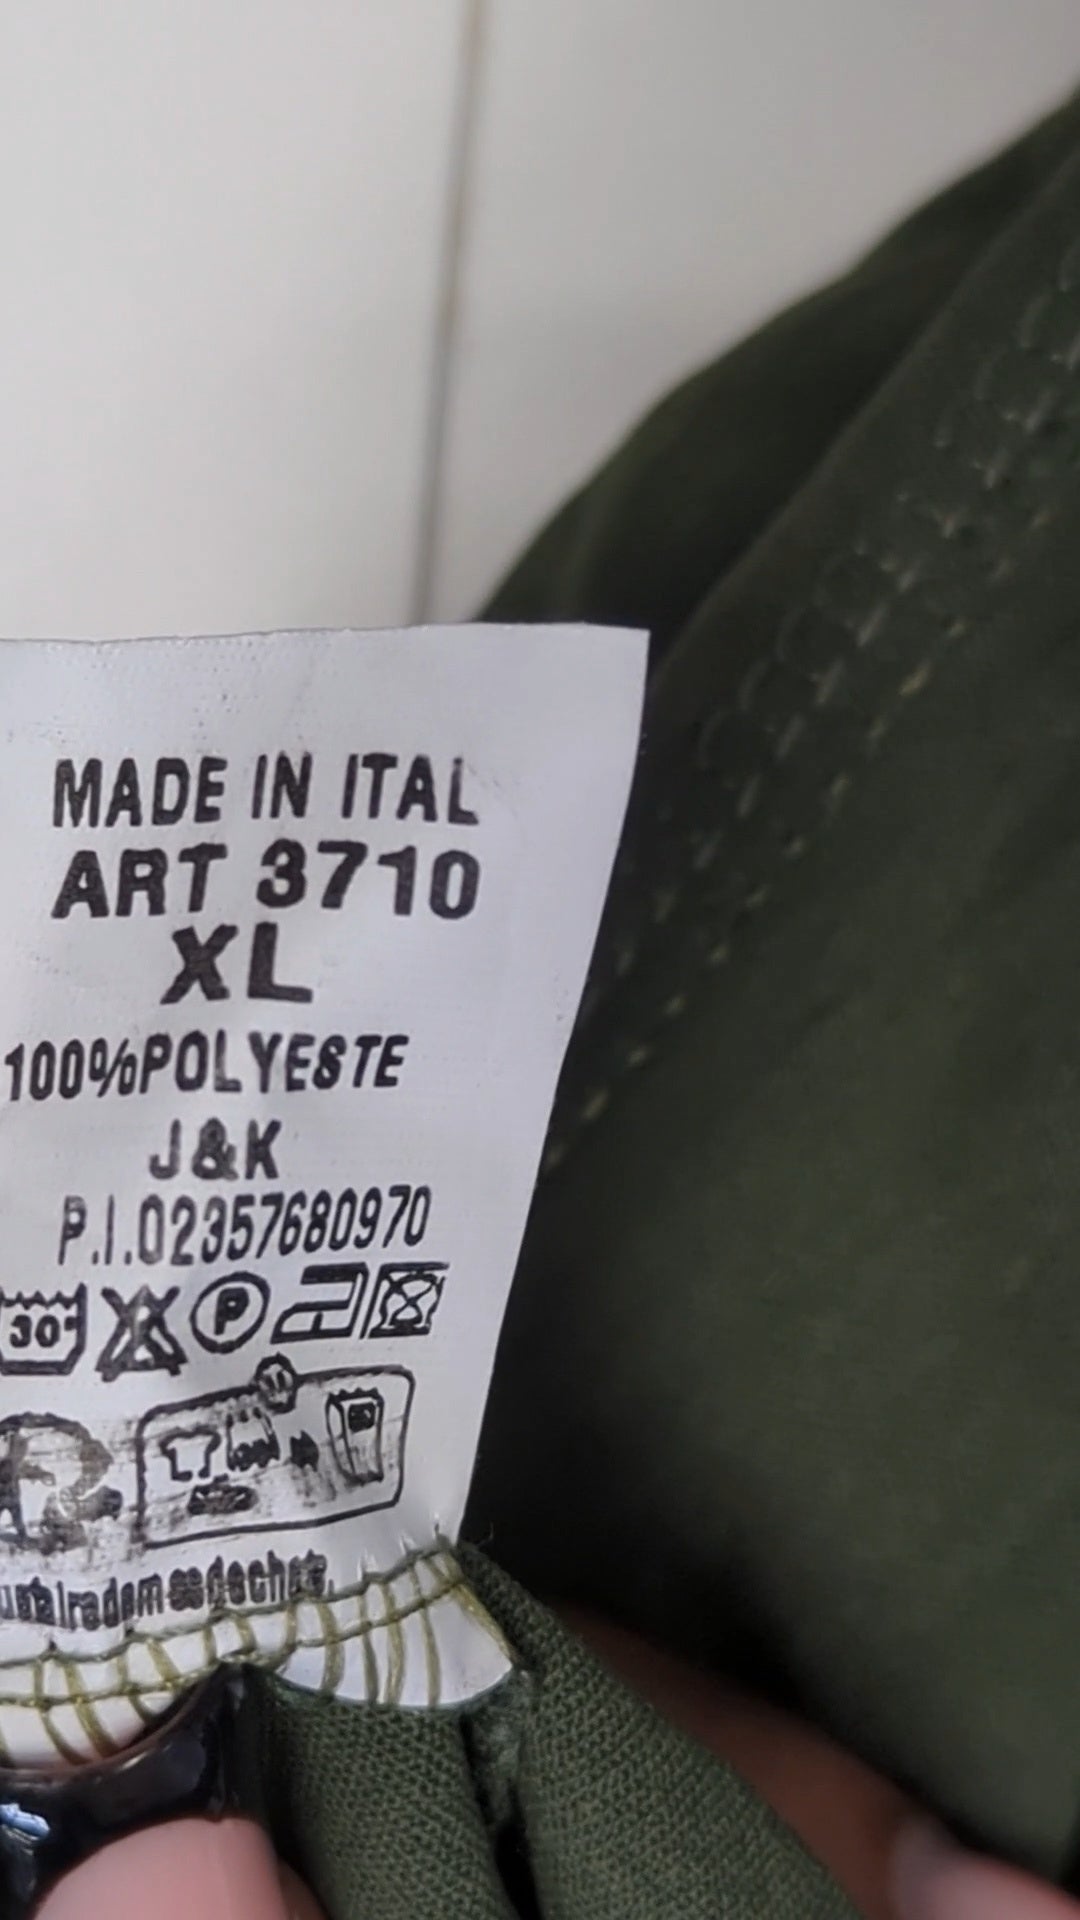 MADE IN ITAL
ART 3710
XL
100%POLYESTE
J&K
P.I.02357680970
30° P